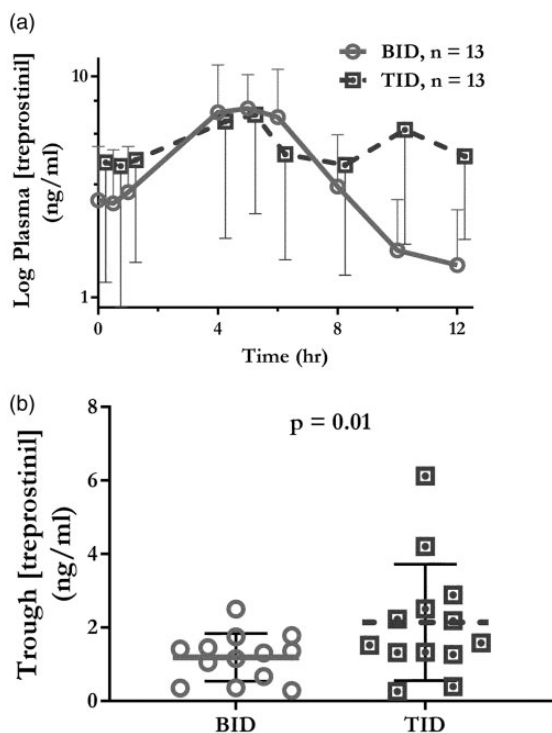 (a)
BID, n = 13
TID, n = 13
Log Plasma [treprostinil]
(ng/ml)
10
1
0
4
8
12
Time (hr)
(b)
p = 0.01
Trough [treprostinil]
(ng/ml)
8
6
4
2
0
BID
TID